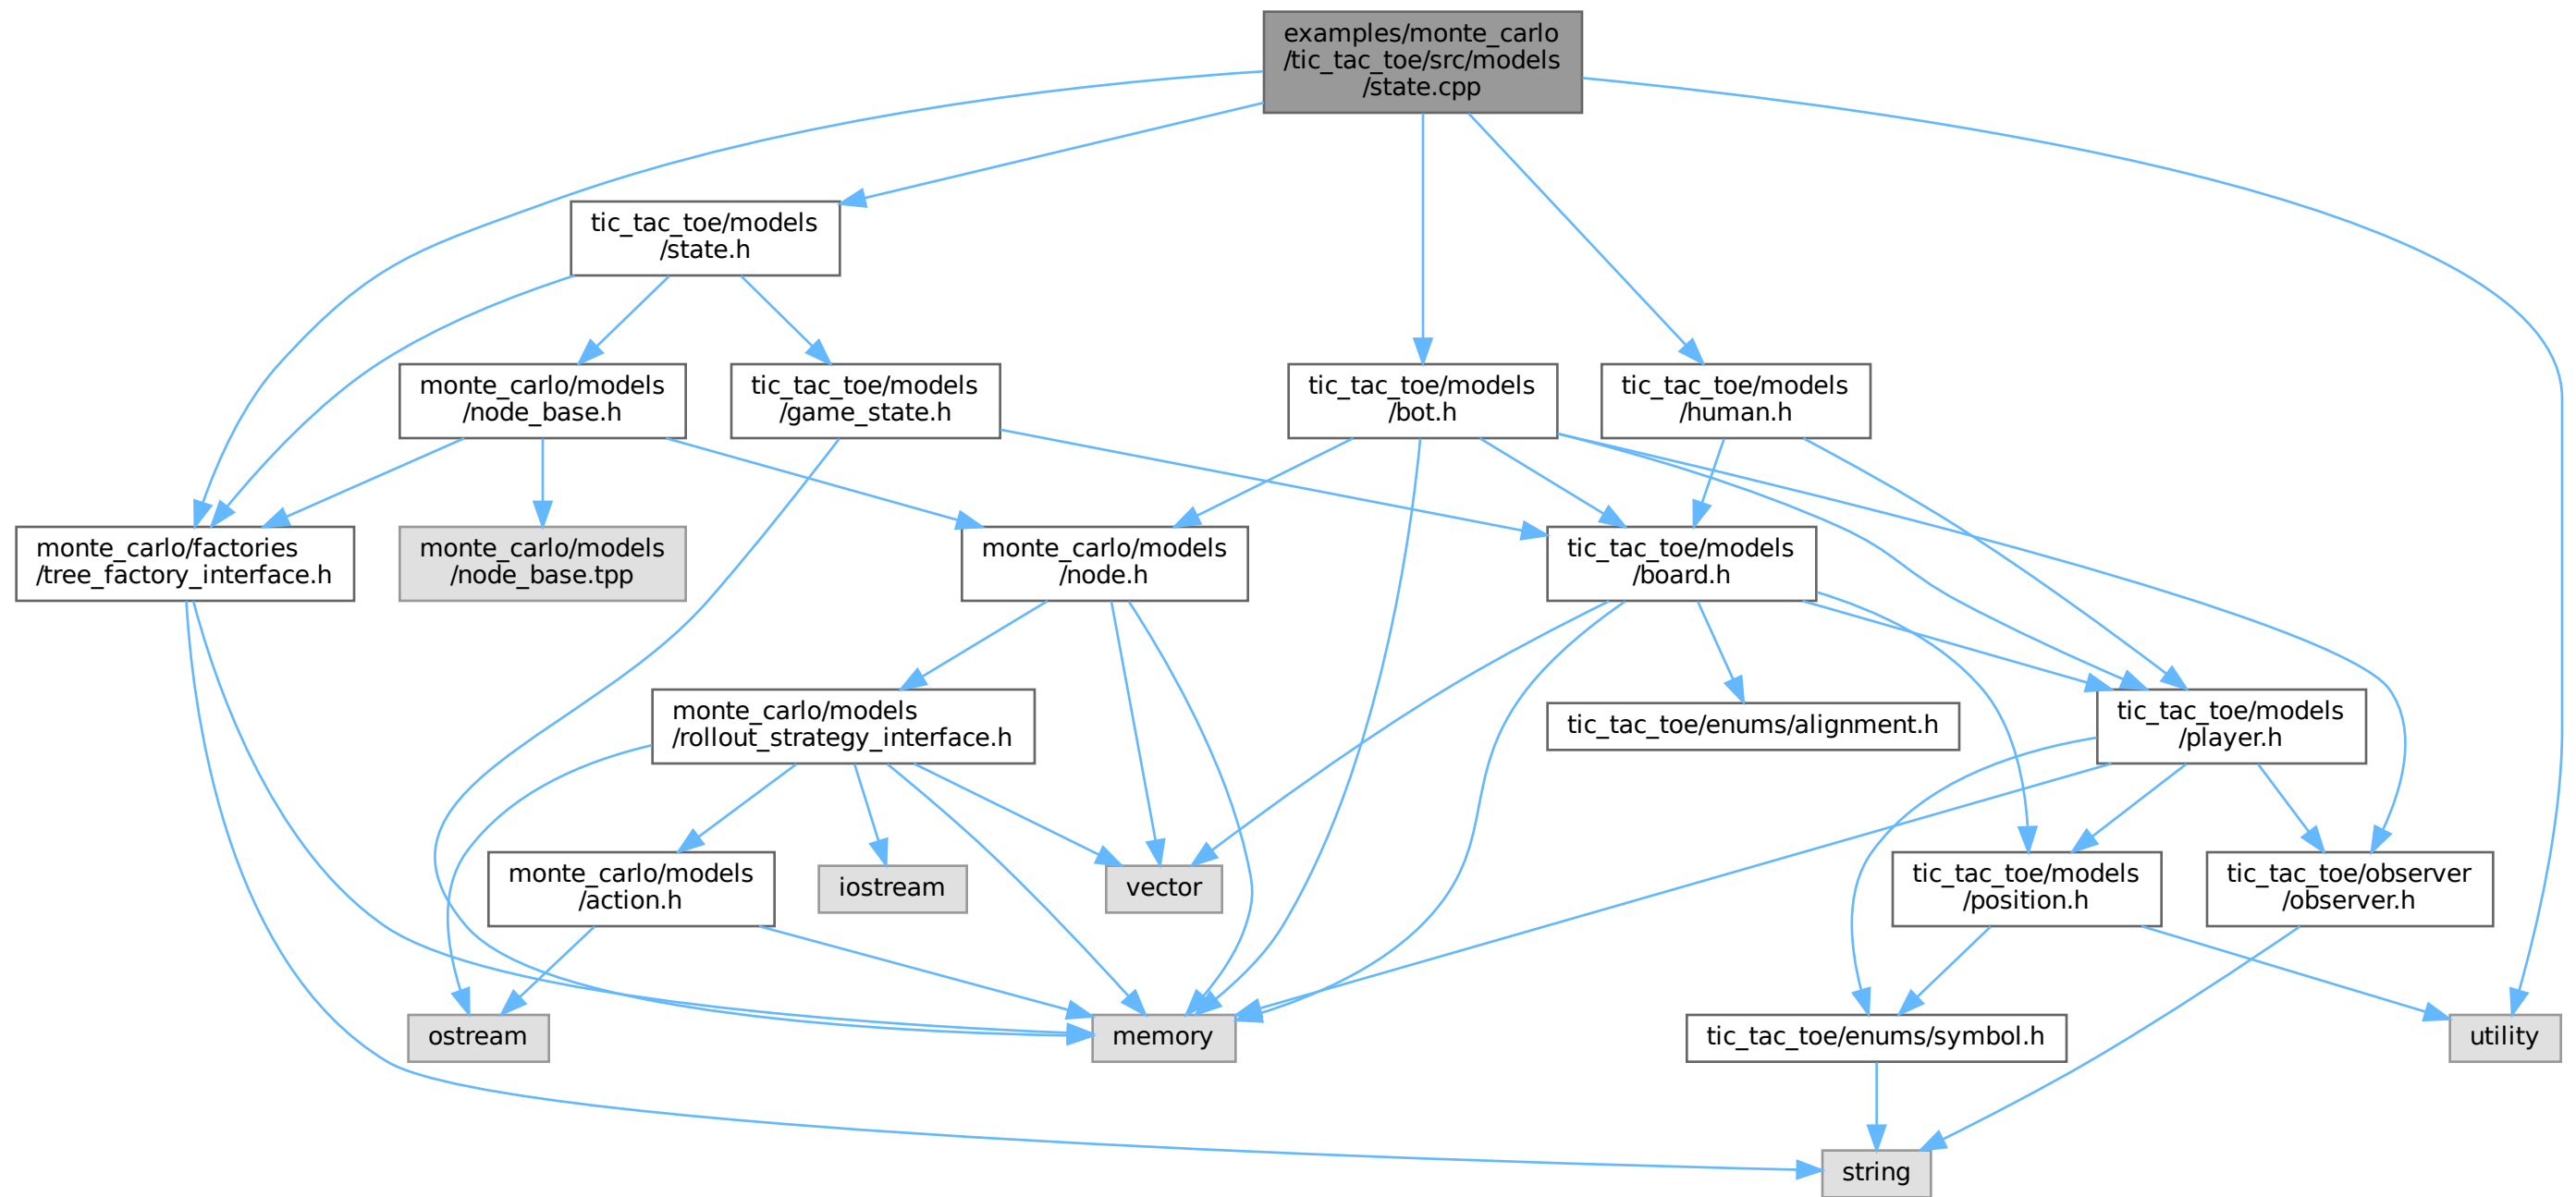 examples/monte_carlo
/tic_tac_toe/src/models
/state.cpp
tic_tac_toe/models
/state.h
monte_carlo/models
/node_base.h
tic_tac_toe/models
/game_state.h
tic_tac_toe/models
/bot.h
tic_tac_toe/models
/human.h
monte_carlo/factories
/tree_factory_interface.h
monte_carlo/models
/node_base.tpp
monte_carlo/models
/node.h
tic_tac_toe/models
/board.h
monte_carlo/models
/rollout_strategy_interface.h
tic_tac_toe/enums/alignment.h
tic_tac_toe/models
/player.h
monte_carlo/models
/action.h
iostream
vector
tic_tac_toe/models
/position.h
tic_tac_toe/observer
/observer.h
ostream
memory
tic_tac_toe/enums/symbol.h
utility
string